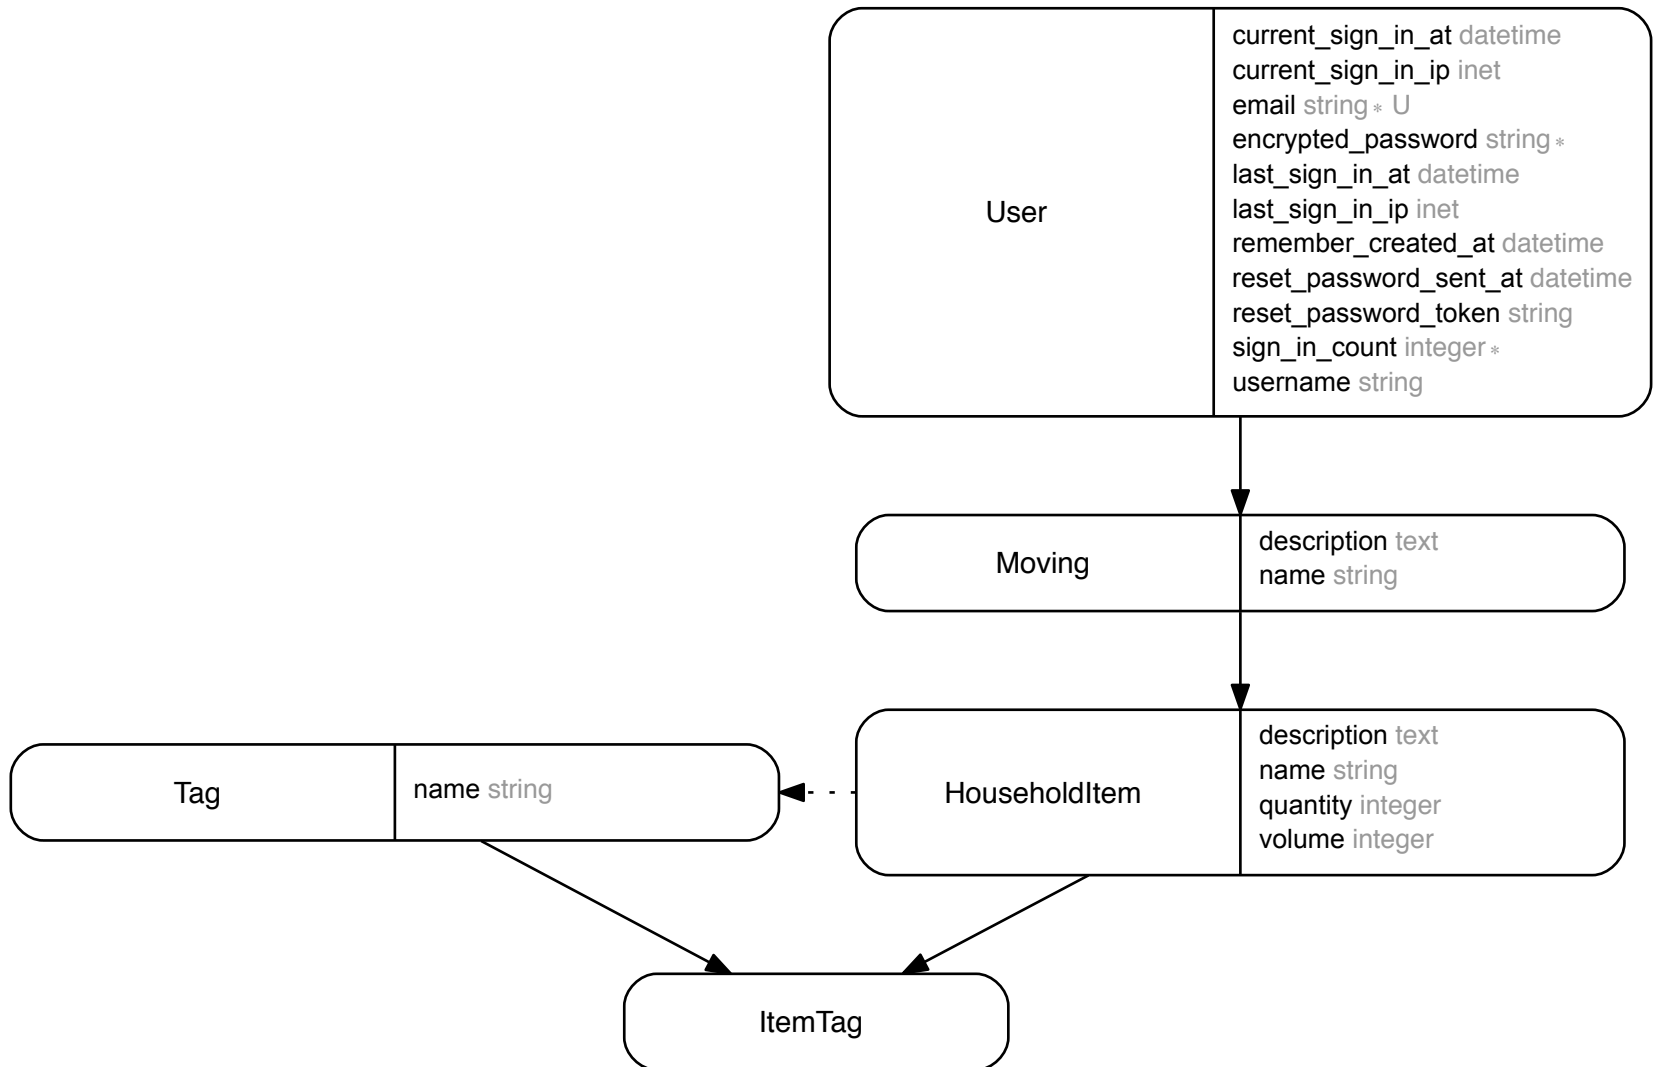 User
current_sign_in_at datetime
current_sign_in_ip inet
email string∗ U
encrypted_password string∗
last_sign_in_at datetime
last_sign_in_ip inet
remember_created_at datetime
reset_password_sent_at datetime
reset_password_token string
sign_in_count integer∗
username string
Moving
description text
name string
Tag
name string
HouseholdItem
description text
name string
quantity integer
volume integer
ItemTag